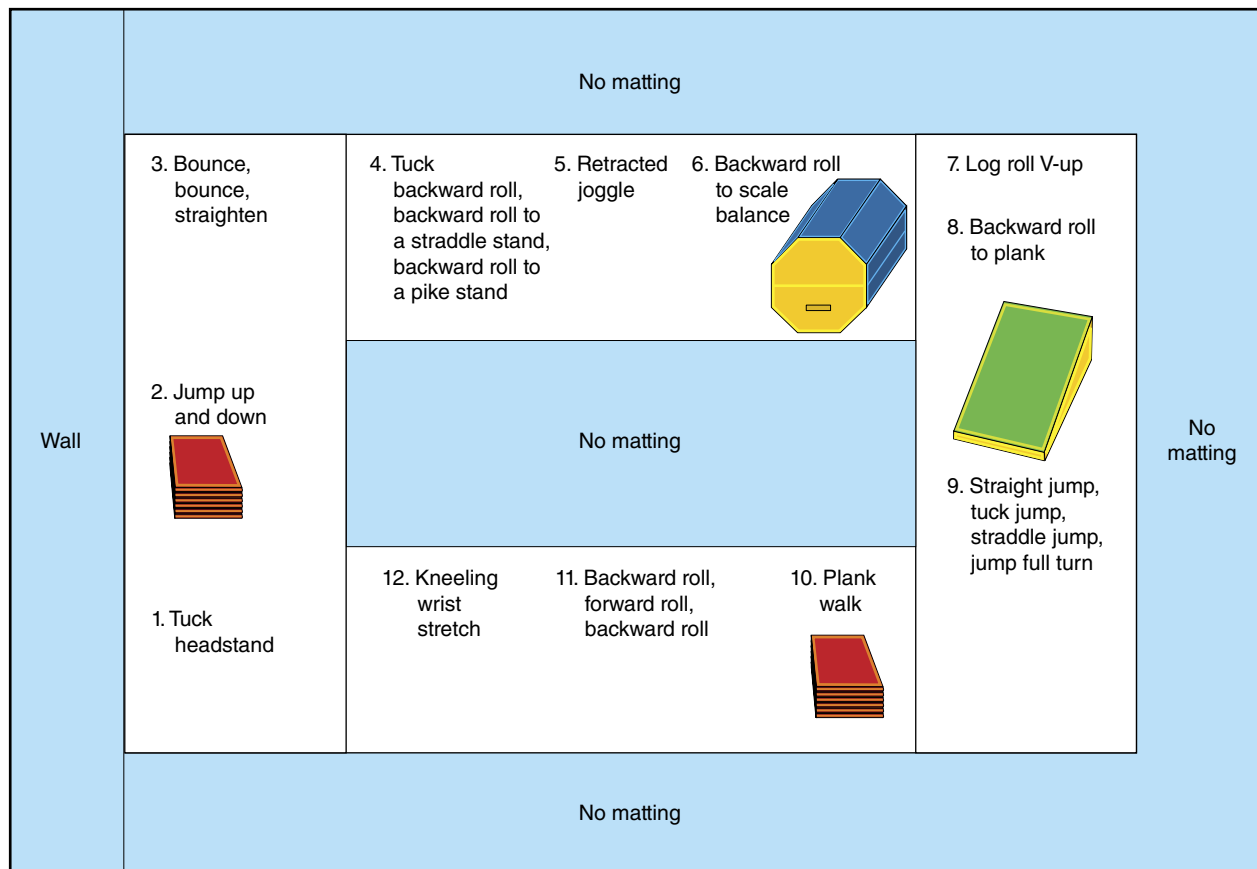 No matting
3. Bounce,
bounce,
straighten
4. Tuck
backward roll,
backward roll to
a straddle stand,
backward roll to
a pike stand
5. Retracted
joggle
6. Backward roll
to scale
balance
7. Log roll V-up
8. Backward roll
to plank
2. Jump up
and down
Wall
No matting
No
matting
9. Straight jump,
tuck jump,
straddle jump,
jump full turn
1. Tuck
headstand
12. Kneeling
wrist
stretch
11. Backward roll,
forward roll,
backward roll
10. Plank
walk
No matting